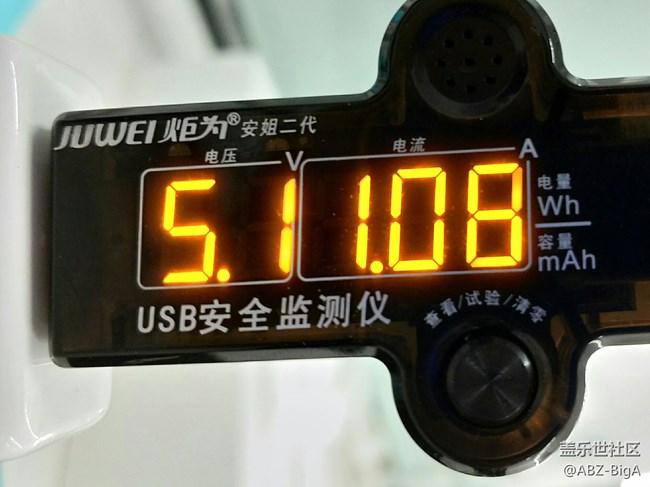 JUWEI 炬为® 安姐二代
电压 V 电流 A
5.1 1.08
电量
Wh
容量
mAh
USB安全监测仪
查看/试验/清零
盖乐世社区
@ABZ-BigA